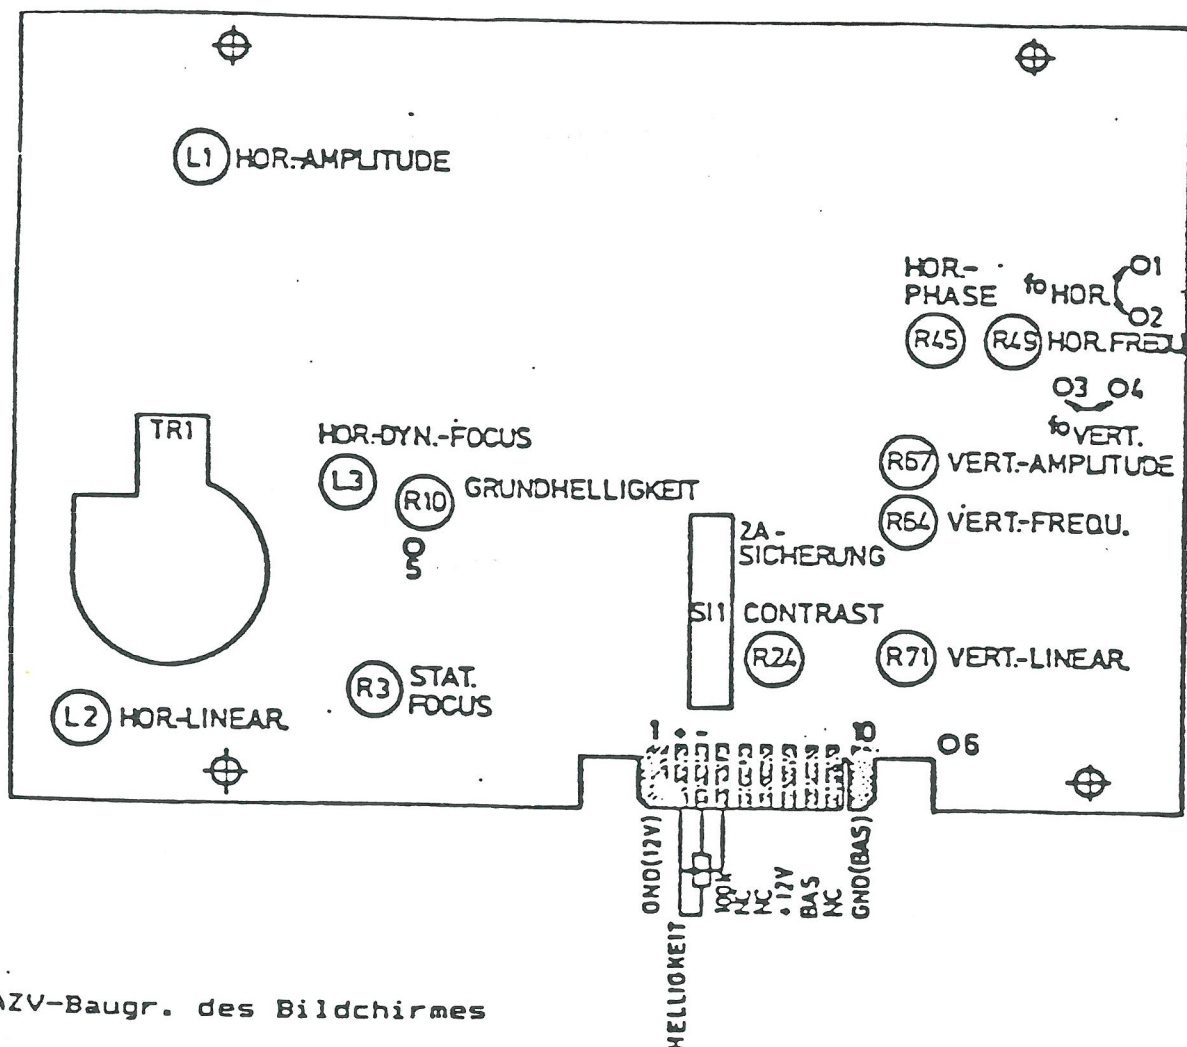 L1 HOR.-AMPLITUDE
HOR.-
PHASE
fo HOR.
O1
O2
R45
R49 HOR.FREQU
O3 O4
fo VERT.
TR1
HOR.-DYN.-FOCUS
L3
R10 GRUNDHELLIGKEIT
O5
R67 VERT.-AMPLITUDE
R64 VERT.-FREQU.
2A-
SICHERUNG
SI1
CONTRAST
R24
R71 VERT.-LINEAR
R3 STAT.
FOCUS
L2 HOR.-LINEAR
1 + - 10
O6
GND(12V)
HELLIGKEIT
100k
NC
NC
+12V
BAS
NC
GND(BAS)
AZV-Baugr. des Bildchirmes